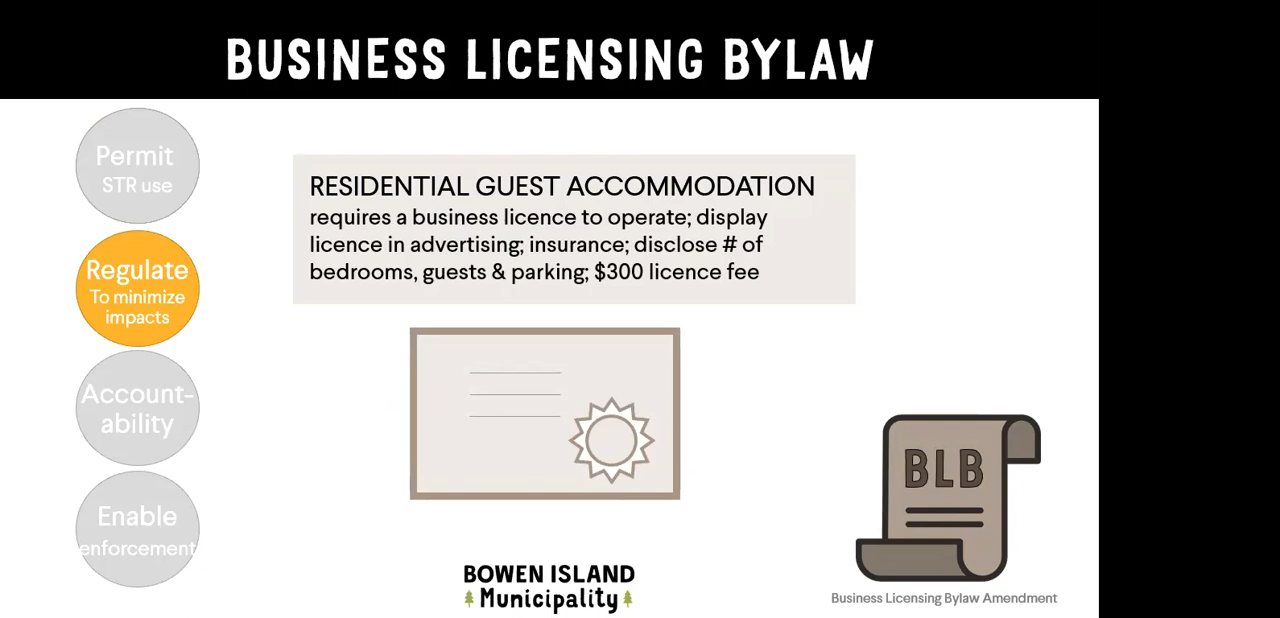 BUSINESS LICENSING BYLAW
Permit
STR use
Regulate
To minimize
impacts
Account-
ability
Enable
enforcement
RESIDENTIAL GUEST ACCOMMODATION
requires a business licence to operate; display
licence in advertising; insurance; disclose # of
bedrooms, guests & parking; $300 licence fee
BLB
Business Licensing Bylaw Amendment
BOWEN ISLAND
Municipality